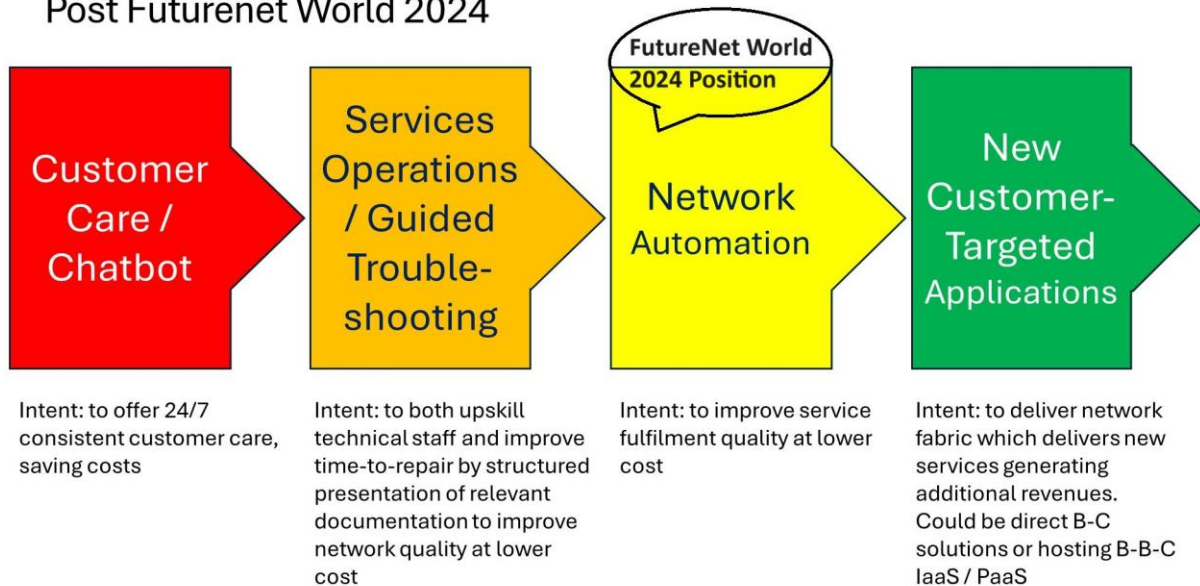 Post Futurenet World 2024
FutureNet World
2024 Position
Customer
Care /
Chatbot
Services
Operations
/ Guided
Trouble-
shooting
Network
Automation
New
Customer-
Targeted
Applications
Intent: to offer 24/7
consistent customer care,
saving costs
Intent: to both upskill
technical staff and improve
time-to-repair by structured
presentation of relevant
documentation to improve
network quality at lower
cost
Intent: to improve service
fulfilment quality at lower
cost
Intent: to deliver network
fabric which delivers new
services generating
additional revenues.
Could be direct B-C
solutions or hosting B-B-C
IaaS / PaaS